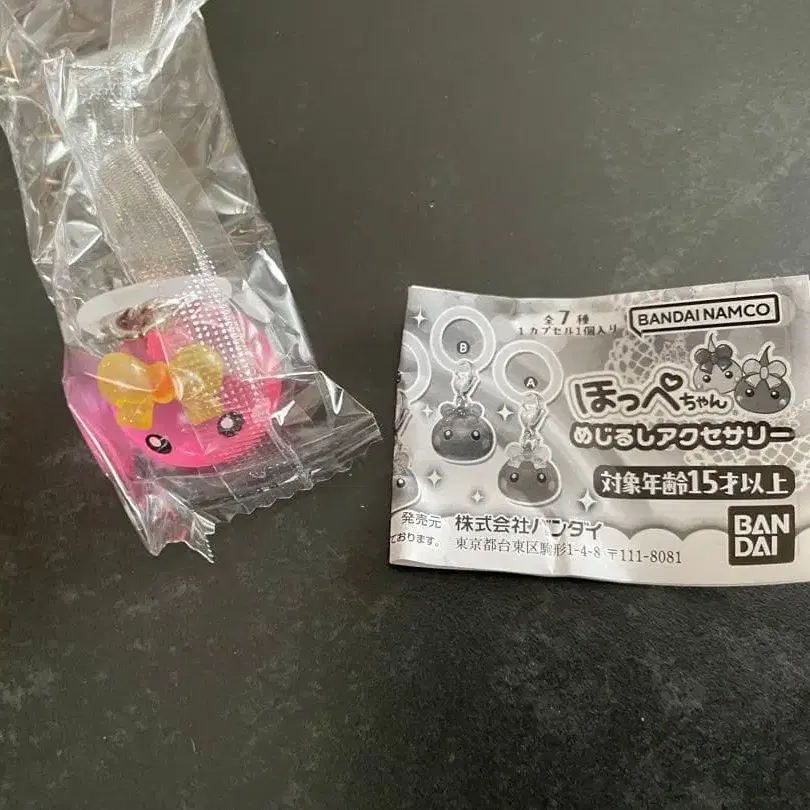 全7種
1カプセル1個入り
BANDAI NAMCO
B
A
ほっぺちゃん
めじるしアクセサリー
対象年齢15才以上
発売元 株式会社バンダイ
ております。 東京都台東区駒形1-4-8 〒111-8081
BAN
DAI